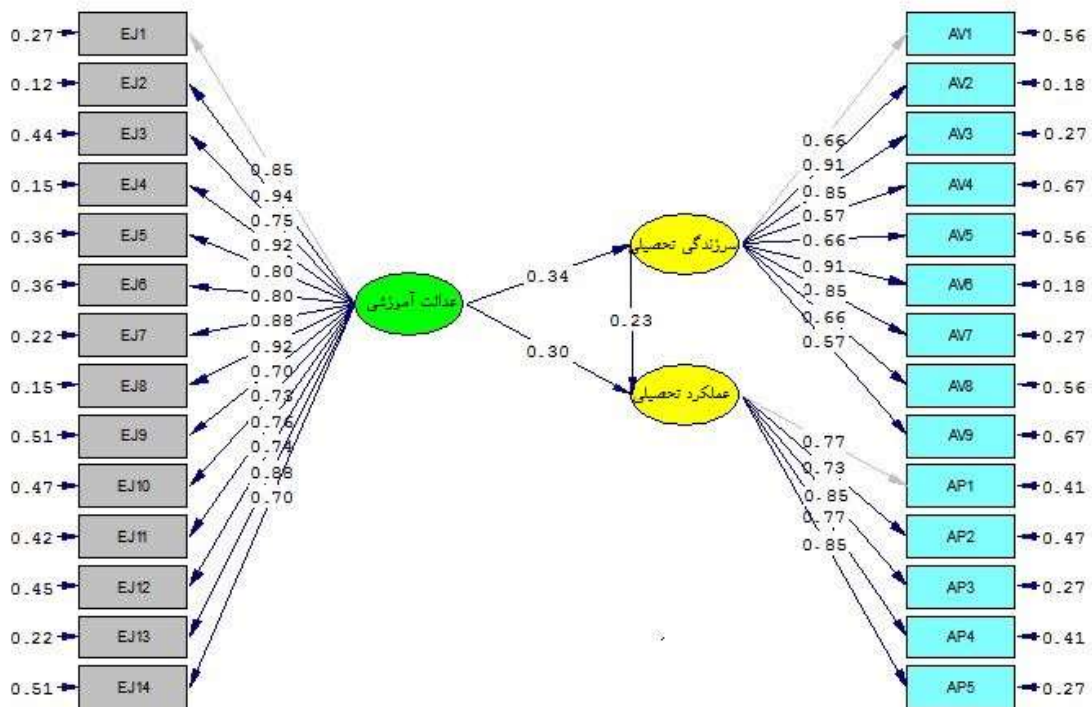 0.27 EJ1
0.12 EJ2
0.44 EJ3
0.15 EJ4
0.36 EJ5
0.36 EJ6
0.22 EJ7
0.15 EJ8
0.51 EJ9
0.47 EJ10
0.42 EJ11
0.45 EJ12
0.22 EJ13
0.51 EJ14
0.85
0.94
0.75
0.92
0.80
0.80
0.88
0.92
0.70
0.73
0.76
0.74
0.88
0.70
عدالت آموزشی
0.34
0.30
سرزندگی تحصیلی
0.23
عملکرد تحصیلی
0.66
0.91
0.85
0.57
0.66
0.91
0.85
0.66
0.57
0.77
0.73
0.85
0.77
0.85
AV1 0.56
AV2 0.18
AV3 0.27
AV4 0.67
AV5 0.56
AV6 0.18
AV7 0.27
AV8 0.56
AV9 0.67
AP1 0.41
AP2 0.47
AP3 0.27
AP4 0.41
AP5 0.27